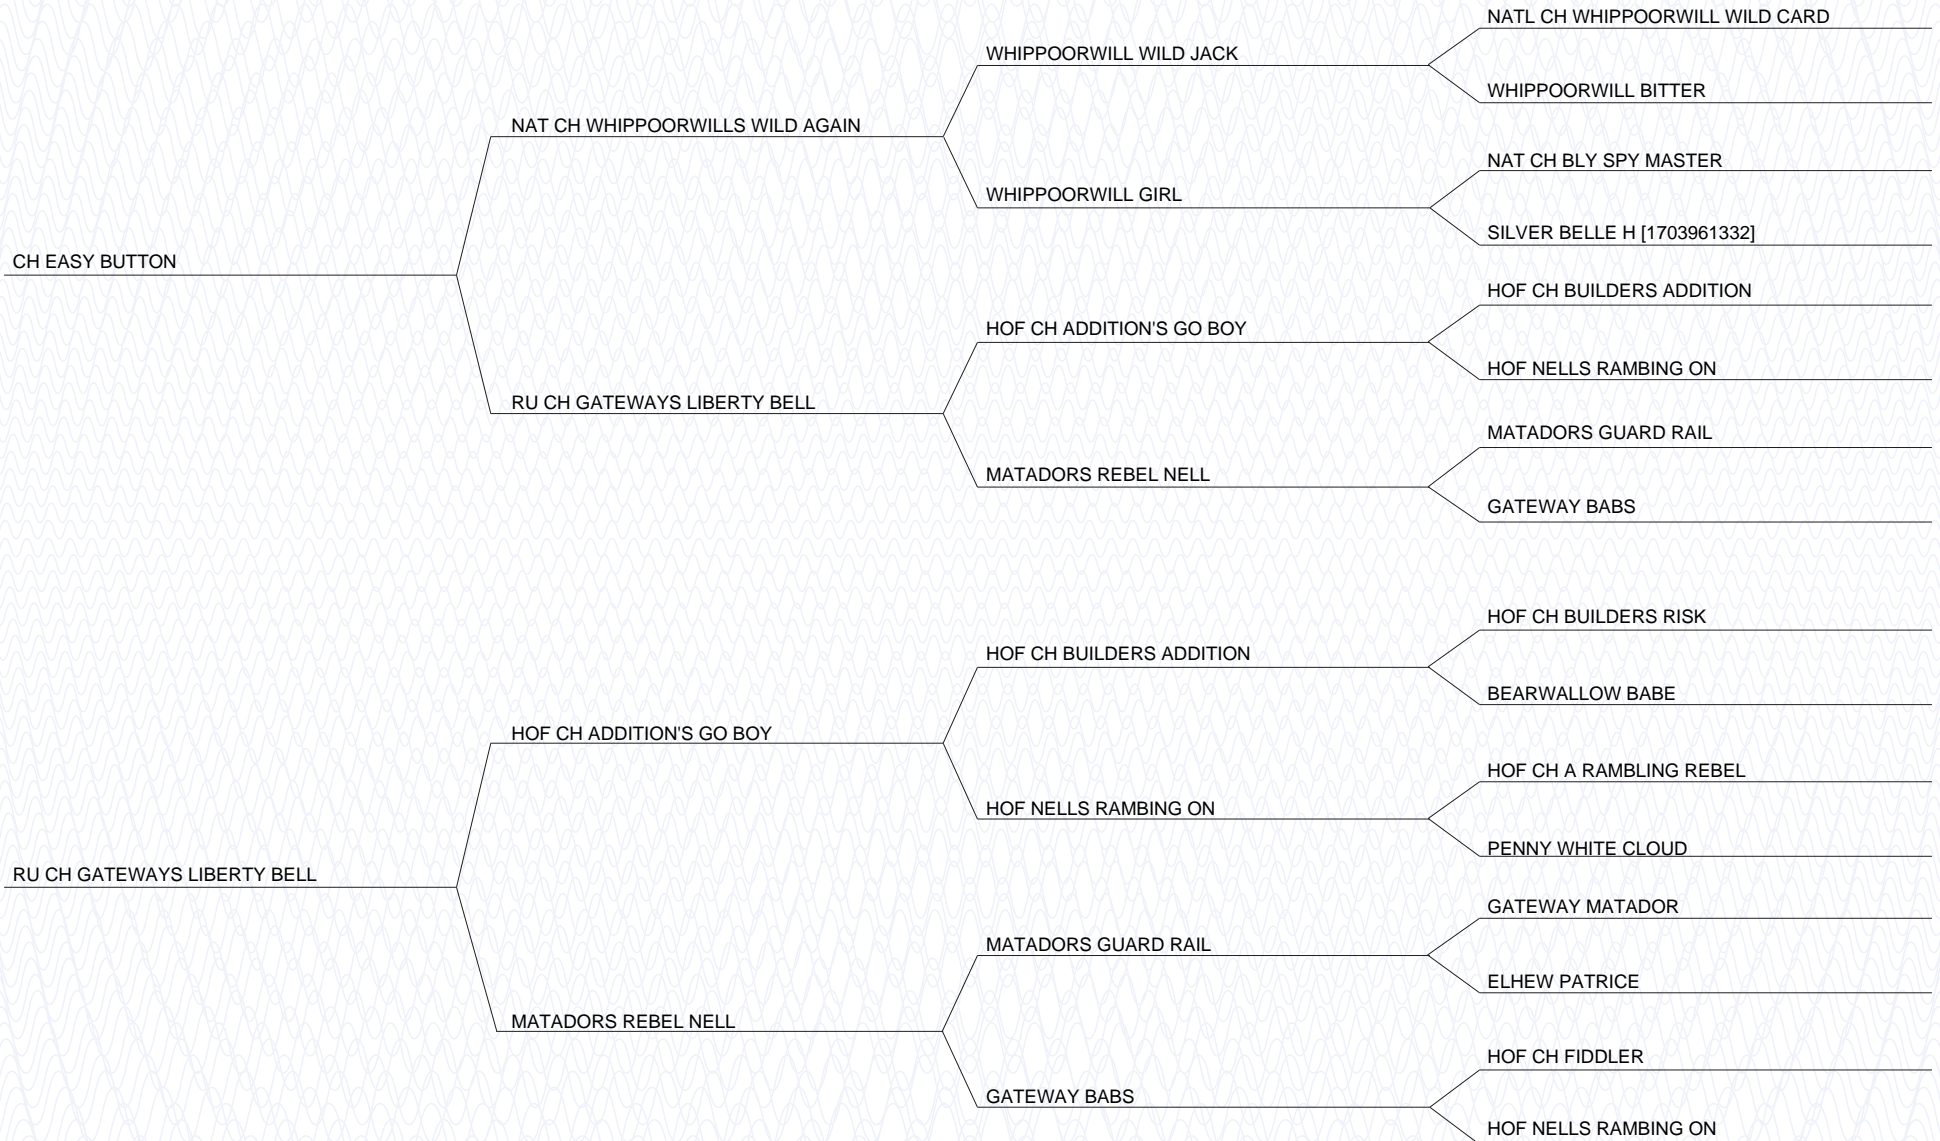 NATL CH WHIPPOORWILL WILD CARD
WHIPPOORWILL WILD JACK
WHIPPOORWILL BITTER
NAT CH WHIPPOORWILLS WILD AGAIN
NAT CH BLY SPY MASTER
WHIPPOORWILL GIRL
SILVER BELLE H [1703961332]
CH EASY BUTTON
HOF CH BUILDERS ADDITION
HOF CH ADDITION'S GO BOY
HOF NELLS RAMBING ON
RU CH GATEWAYS LIBERTY BELL
MATADORS GUARD RAIL
MATADORS REBEL NELL
GATEWAY BABS
HOF CH BUILDERS RISK
HOF CH BUILDERS ADDITION
BEARWALLOW BABE
HOF CH ADDITION'S GO BOY
HOF CH A RAMBLING REBEL
HOF NELLS RAMBING ON
PENNY WHITE CLOUD
RU CH GATEWAYS LIBERTY BELL
GATEWAY MATADOR
MATADORS GUARD RAIL
ELHEW PATRICE
MATADORS REBEL NELL
HOF CH FIDDLER
GATEWAY BABS
HOF NELLS RAMBING ON